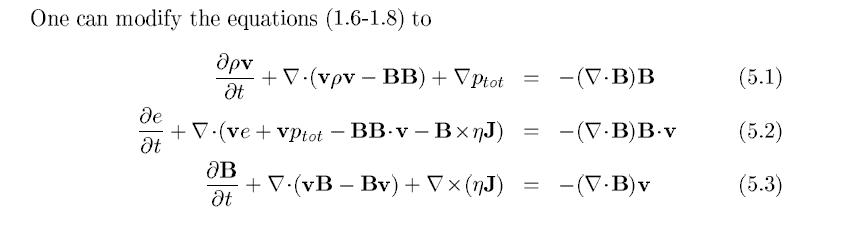 One can modify the equations (1.6-1.8) to
∂ρv/∂t + ∇·(vρv − BB) + ∇p_tot = −(∇·B)B (5.1)
∂e/∂t + ∇·(ve + vp_tot − BB·v − B×ηJ) = −(∇·B)B·v (5.2)
∂B/∂t + ∇·(vB − Bv) + ∇×(ηJ) = −(∇·B)v (5.3)